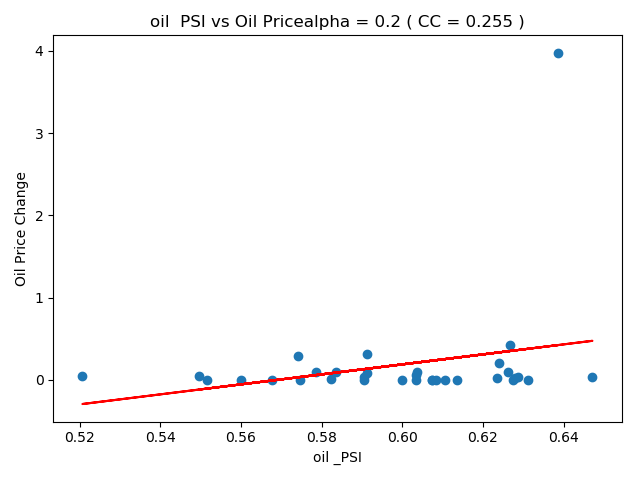 oil  PSI vs Oil Pricealpha = 0.2 ( CC = 0.255 )
4
3
2
1
0
Oil Price Change
0.52 0.54 0.56 0.58 0.60 0.62 0.64
oil _PSI